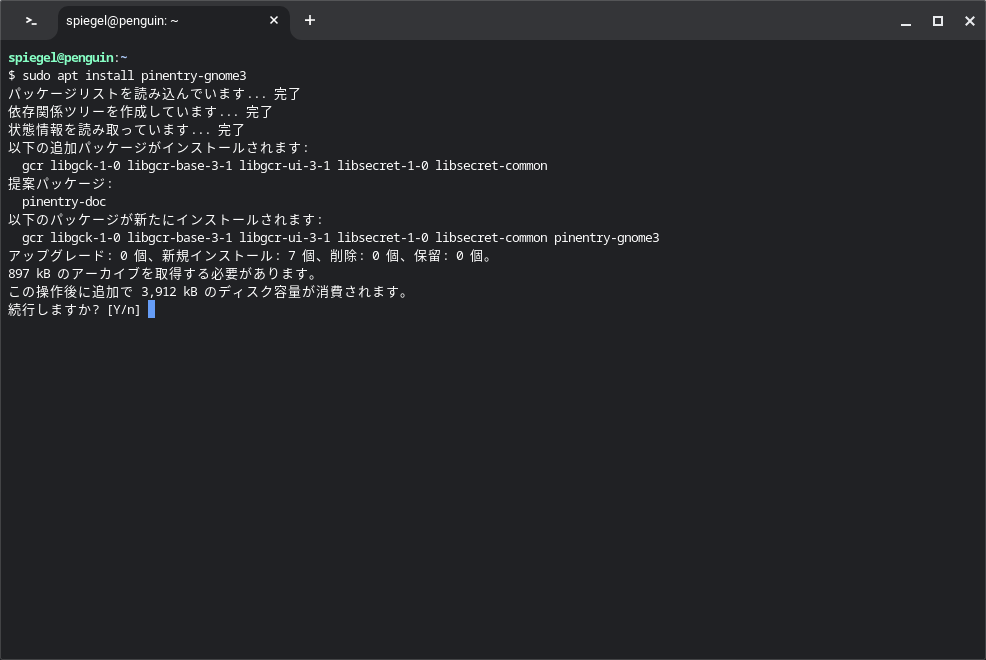 spiegel@penguin: ~
spiegel@penguin:~
$ sudo apt install pinentry-gnome3
パッケージリストを読み込んでいます... 完了
依存関係ツリーを作成しています... 完了
状態情報を読み取っています... 完了
以下の追加パッケージがインストールされます:
  gcr libgck-1-0 libgcr-base-3-1 libgcr-ui-3-1 libsecret-1-0 libsecret-common
提案パッケージ:
  pinentry-doc
以下のパッケージが新たにインストールされます:
  gcr libgck-1-0 libgcr-base-3-1 libgcr-ui-3-1 libsecret-1-0 libsecret-common pinentry-gnome3
アップグレード: 0 個、新規インストール: 7 個、削除: 0 個、保留: 0 個。
897 kB のアーカイブを取得する必要があります。
この操作後に追加で 3,912 kB のディスク容量が消費されます。
続行しますか? [Y/n]